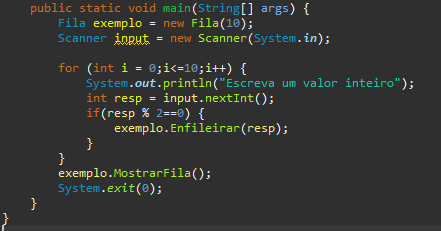 public static void main(String[] args) {
Fila exemplo = new Fila(10);
Scanner input = new Scanner(System.in);
for (int i = 0;i<=10;i++) {
System.out.println("Escreva um valor inteiro");
int resp = input.nextInt();
if(resp % 2==0) {
exemplo.Enfileirar(resp);
}
}
exemplo.MostrarFila();
System.exit(0);
}
}